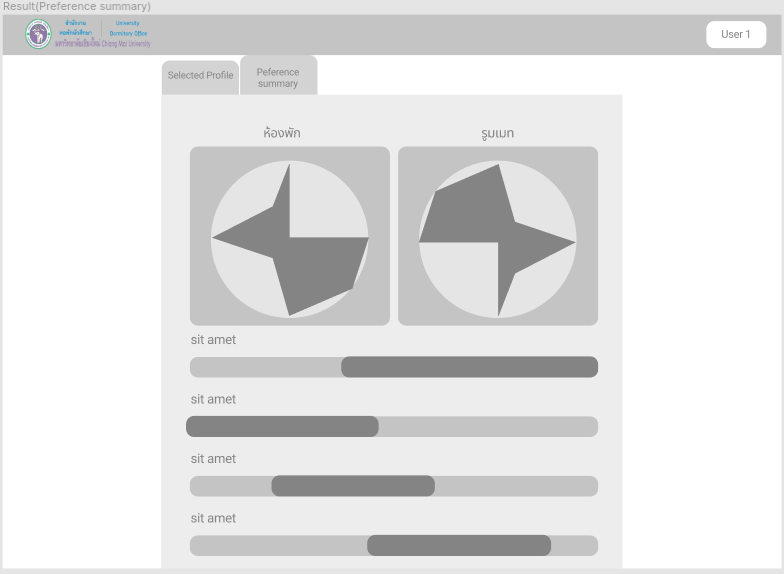 Result(Preference summary)
สำนักงาน
หอพักนักศึกษา
มหาวิทยาลัยเชียงใหม่
University
Dormitory Office
Chiang Mai University
User 1
Selected Profile
Peference
summary
ห้องพัก
รูมเมท
sit amet
sit amet
sit amet
sit amet